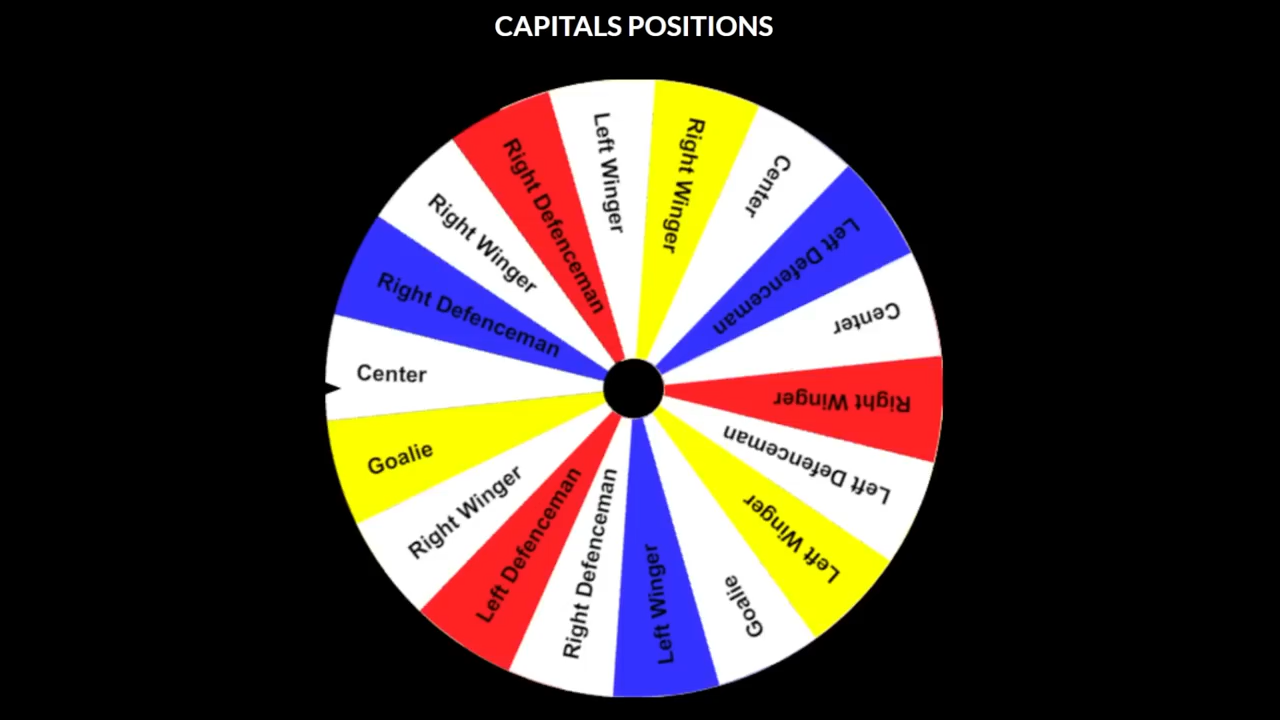 CAPITALS POSITIONS
Left Winger
Right Winger
Center
Left Defenceman
Center
Right Winger
Left Defenceman
Left Winger
Goalie
Left Winger
Right Defenceman
Left Defenceman
Right Winger
Goalie
Center
Right Defenceman
Right Winger
Right Defenceman